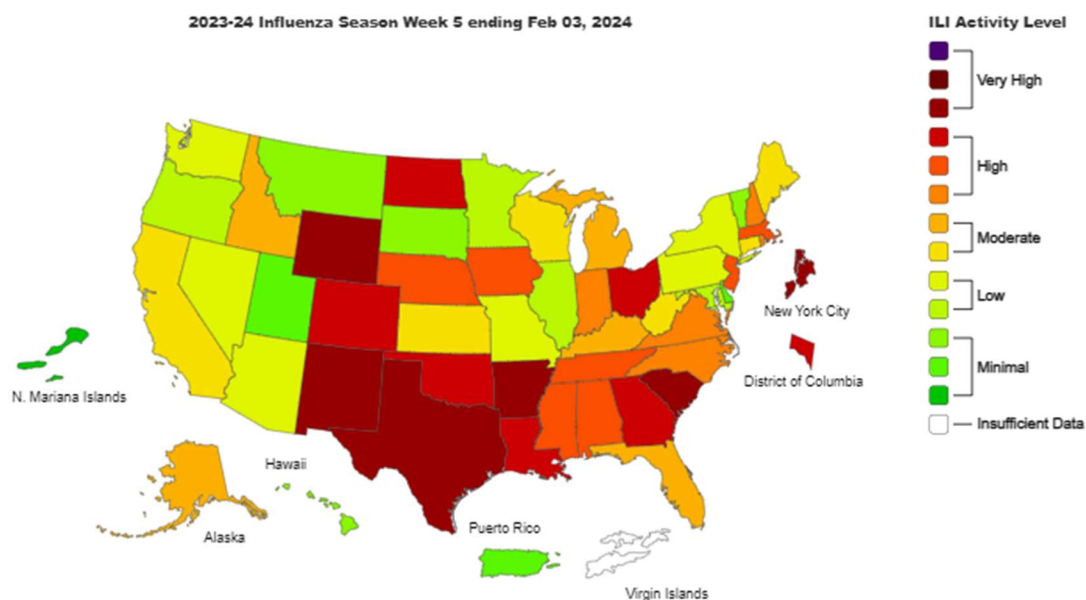 2023-24 Influenza Season Week 5 ending Feb 03, 2024
ILI Activity Level
Very High
High
Moderate
Low
Minimal
Insufficient Data
New York City
District of Columbia
N. Mariana Islands
Hawaii
Alaska
Puerto Rico
Virgin Islands